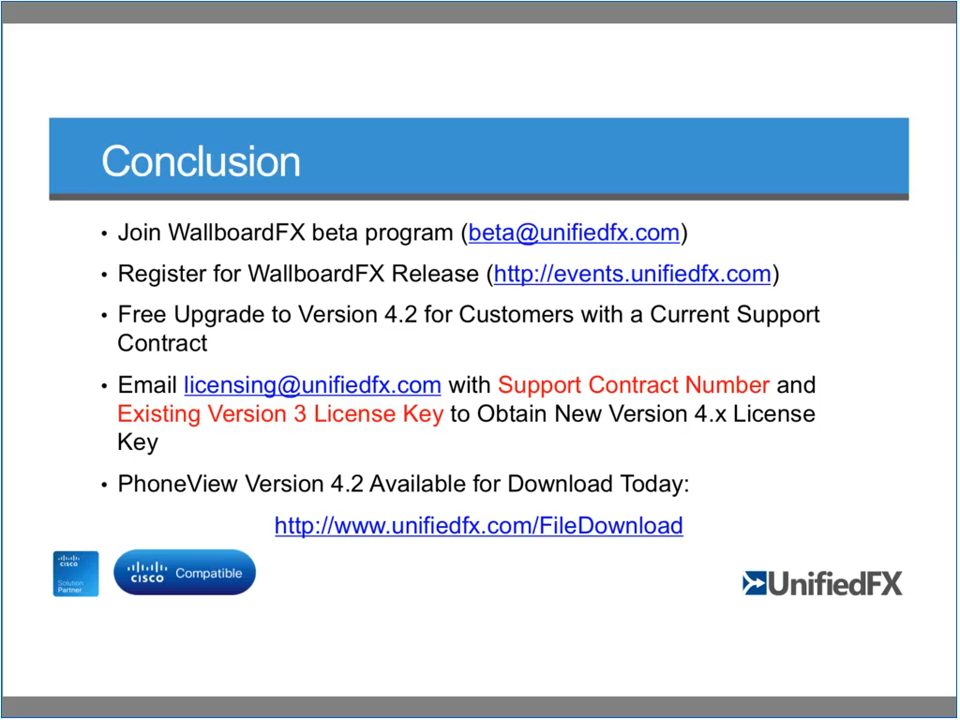 Conclusion
• Join WallboardFX beta program (beta@unifiedfx.com)
• Register for WallboardFX Release (http://events.unifiedfx.com)
• Free Upgrade to Version 4.2 for Customers with a Current Support
Contract
• Email licensing@unifiedfx.com with Support Contract Number and
Existing Version 3 License Key to Obtain New Version 4.x License
Key
• PhoneView Version 4.2 Available for Download Today:
http://www.unifiedfx.com/FileDownload
CISCO
Solution
Partner
CISCO Compatible
UnifiedFX